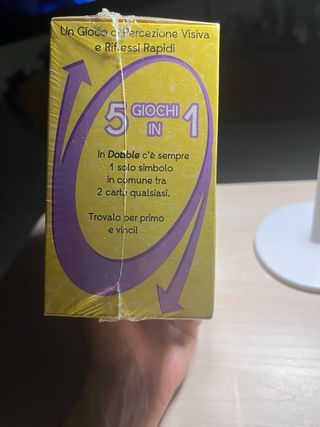 Un Gioco di Percezione Visiva
e Riflessi Rapidi
5 GIOCHI IN 1
In Dobble c'è sempre
1 solo simbolo
in comune tra
2 carte qualsiasi.
Trovalo per primo
e vinci!